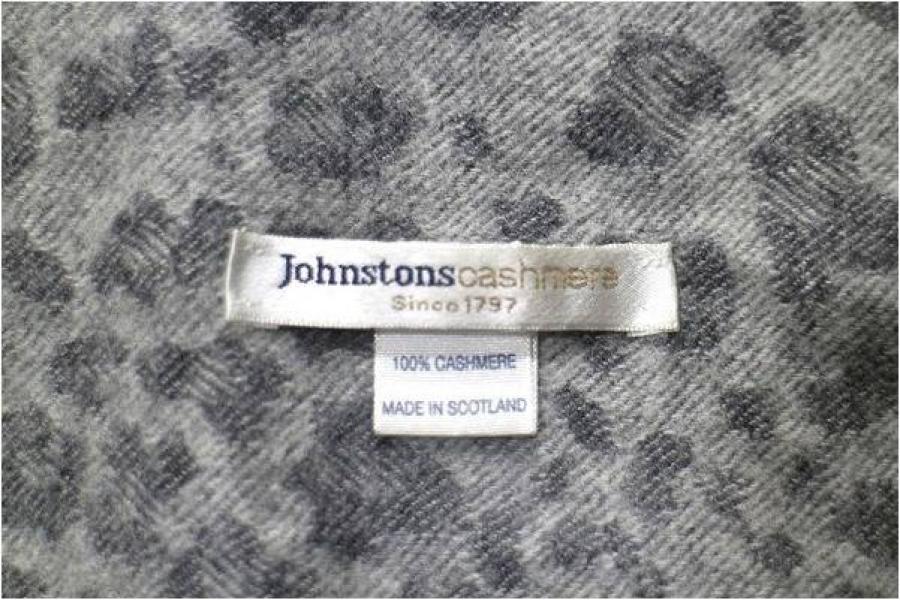 Johnstonscashmere
Since 1797
100% CASHMERE
MADE IN SCOTLAND